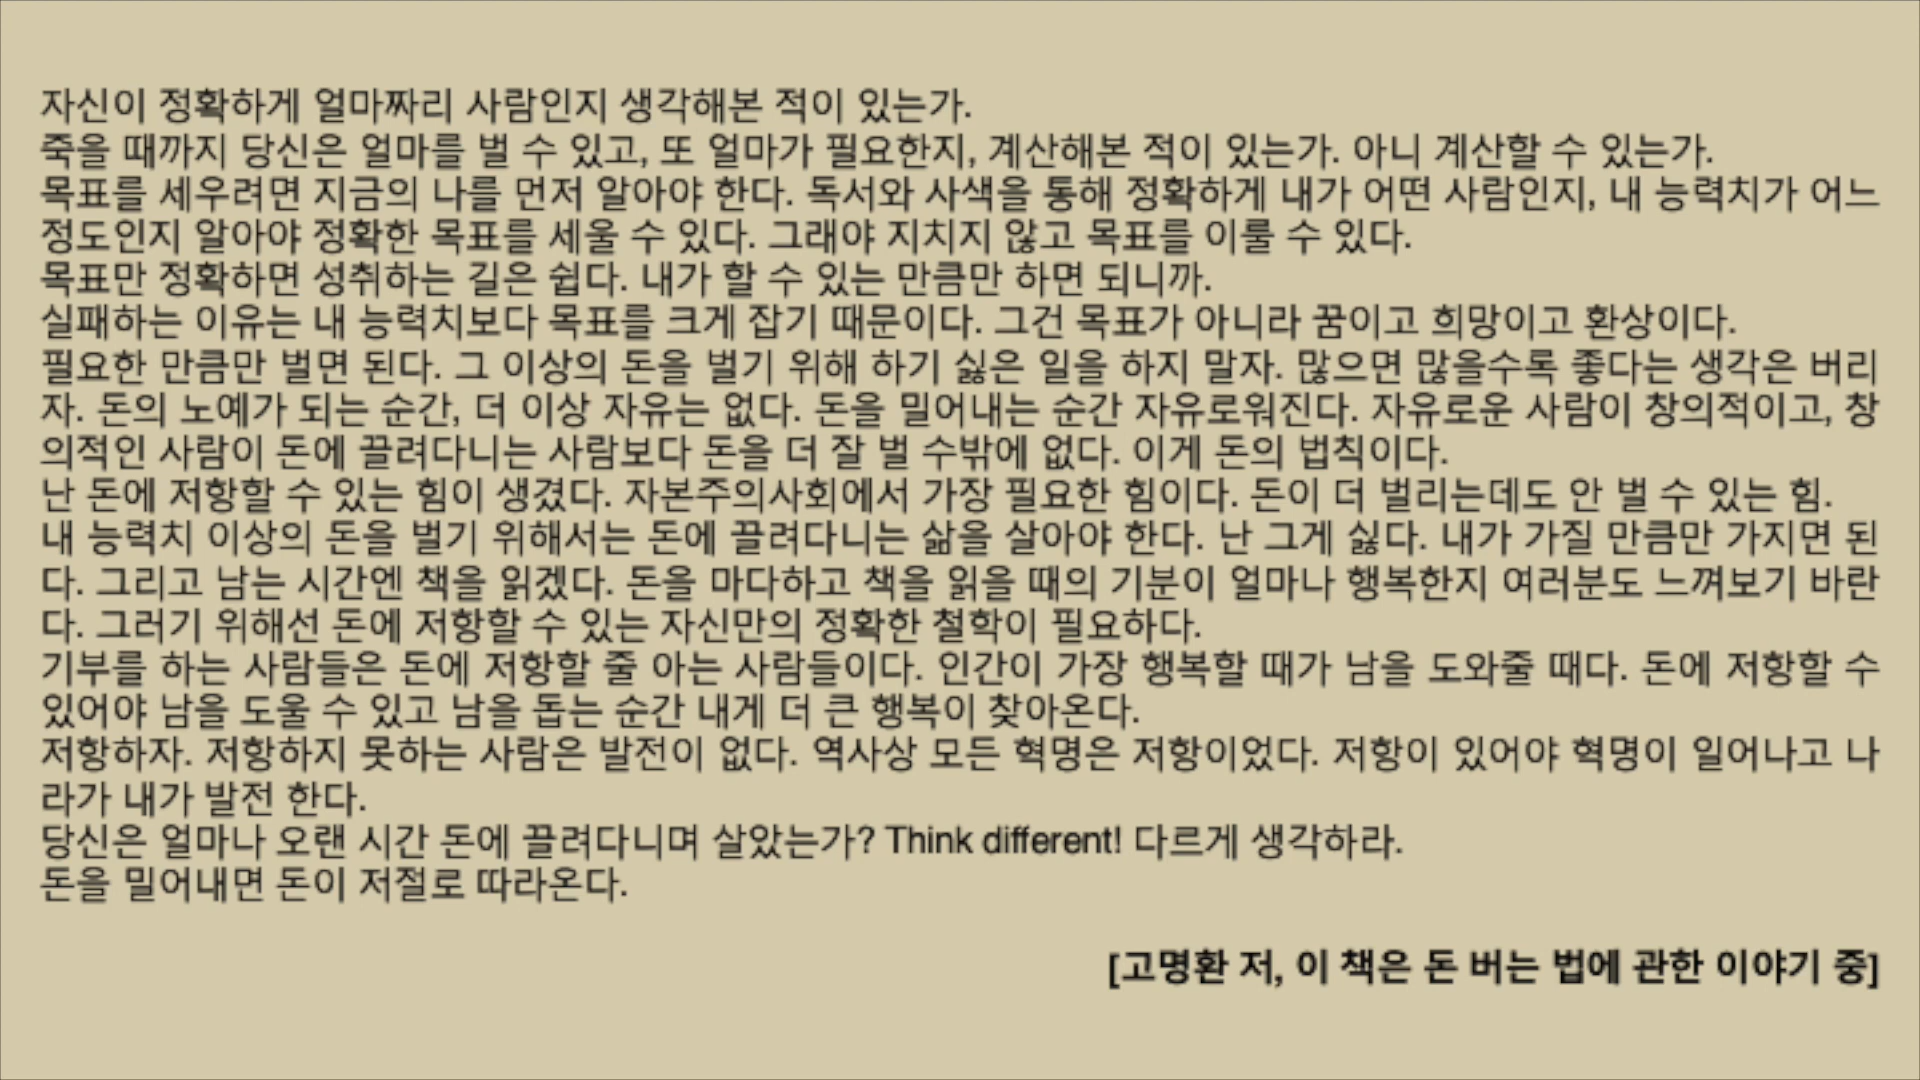 자신이 정확하게 얼마짜리 사람인지 생각해본 적이 있는가.
죽을 때까지 당신은 얼마를 벌 수 있고, 또 얼마가 필요한지, 계산해본 적이 있는가. 아니 계산할 수 있는가.
목표를 세우려면 지금의 나를 먼저 알아야 한다. 독서와 사색을 통해 정확하게 내가 어떤 사람인지, 내 능력치가 어느
정도인지 알아야 정확한 목표를 세울 수 있다. 그래야 지치지 않고 목표를 이룰 수 있다.
목표만 정확하면 성취하는 길은 쉽다. 내가 할 수 있는 만큼만 하면 되니까.
실패하는 이유는 내 능력치보다 목표를 크게 잡기 때문이다. 그건 목표가 아니라 꿈이고 희망이고 환상이다.
필요한 만큼만 벌면 된다. 그 이상의 돈을 벌기 위해 하기 싫은 일을 하지 말자. 많으면 많을수록 좋다는 생각은 버리
자. 돈의 노예가 되는 순간, 더 이상 자유는 없다. 돈을 밀어내는 순간 자유로워진다. 자유로운 사람이 창의적이고, 창
의적인 사람이 돈에 끌려다니는 사람보다 돈을 더 잘 벌 수밖에 없다. 이게 돈의 법칙이다.
난 돈에 저항할 수 있는 힘이 생겼다. 자본주의사회에서 가장 필요한 힘이다. 돈이 더 벌리는데도 안 벌 수 있는 힘.
내 능력치 이상의 돈을 벌기 위해서는 돈에 끌려다니는 삶을 살아야 한다. 난 그게 싫다. 내가 가질 만큼만 가지면 된
다. 그리고 남는 시간엔 책을 읽겠다. 돈을 마다하고 책을 읽을 때의 기분이 얼마나 행복한지 여러분도 느껴보기 바란
다. 그러기 위해선 돈에 저항할 수 있는 자신만의 정확한 철학이 필요하다.
기부를 하는 사람들은 돈에 저항할 줄 아는 사람들이다. 인간이 가장 행복할 때가 남을 도와줄 때다. 돈에 저항할 수
있어야 남을 도울 수 있고 남을 돕는 순간 내게 더 큰 행복이 찾아온다.
저항하자. 저항하지 못하는 사람은 발전이 없다. 역사상 모든 혁명은 저항이었다. 저항이 있어야 혁명이 일어나고 나
라가 내가 발전 한다.
당신은 얼마나 오랜 시간 돈에 끌려다니며 살았는가? Think different! 다르게 생각하라.
돈을 밀어내면 돈이 저절로 따라온다.
[고명환 저, 이 책은 돈 버는 법에 관한 이야기 중]